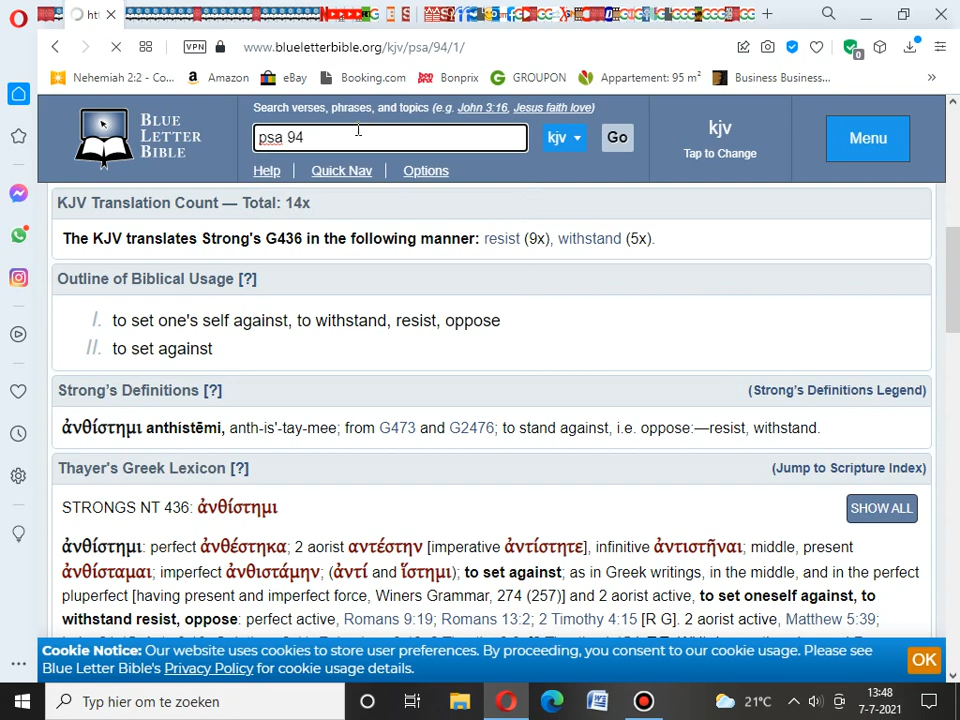 htt
www.blueletterbible.org/kjv/psa/94/1/
VPN
0
Nehemiah 2:2 - Co... Amazon eBay Booking.com Bonprix GROUPON Appartement: 95 m² Business Business... »
BLUE
LETTER
BIBLE
Search verses, phrases, and topics (e.g. John 3:16, Jesus faith love)
psa 94 kjv Go
Help Quick Nav Options
kjv
Tap to Change
Menu
KJV Translation Count — Total: 14x
The KJV translates Strong's G436 in the following manner: resist (9x), withstand (5x).
Outline of Biblical Usage [?]
I. to set one's self against, to withstand, resist, oppose
II. to set against
Strong's Definitions [?] (Strong's Definitions Legend)
ἀνθίστημι anthistēmi, anth-is'-tay-mee; from G473 and G2476; to stand against, i.e. oppose:—resist, withstand.
Thayer's Greek Lexicon [?] (Jump to Scripture Index)
STRONGS NT 436: ἀνθίστημι SHOW ALL
ἀνθίστημι: perfect ἀνθέστηκα; 2 aorist ἀντέστην [imperative ἀντίστητε], infinitive ἀντιστῆναι; middle, present
ἀνθίσταμαι; imperfect ἀνθιστάμην, (ἀντί and ἵστημι); to set against; as in Greek writings, in the middle, and in the perfect
pluperfect [having present and imperfect force, Winers Grammar, 274 (257)] and 2 aorist active, to set oneself against, to
withstand resist, oppose: perfect active, Romans 9:19; Romans 13:2; 2 Timothy 4:15 [R G]. 2 aorist active, Matthew 5:39;
Cookie Notice: Our website uses cookies to store user preferences. By proceeding, you consent to our cookie usage. Please see
Blue Letter Bible's Privacy Policy for cookie usage details.
OK
Typ hier om te zoeken
21°C
13:48
7-7-2021